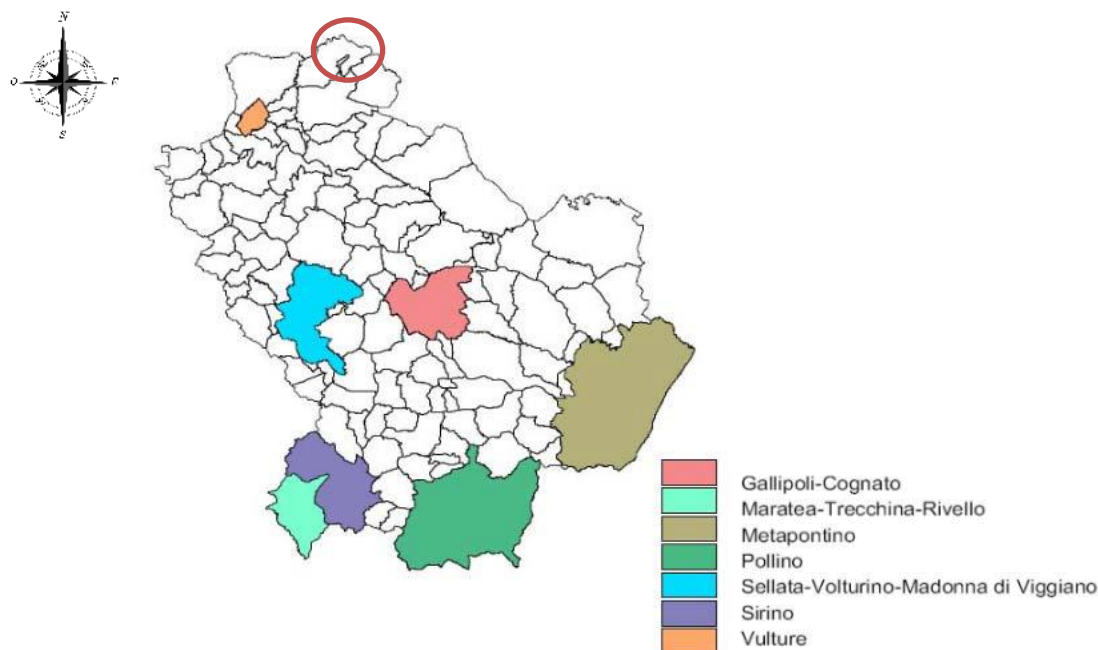 N
O
E
S
Gallipoli-Cognato
Maratea-Trecchina-Rivello
Metapontino
Pollino
Sellata-Volturino-Madonna di Viggiano
Sirino
Vulture